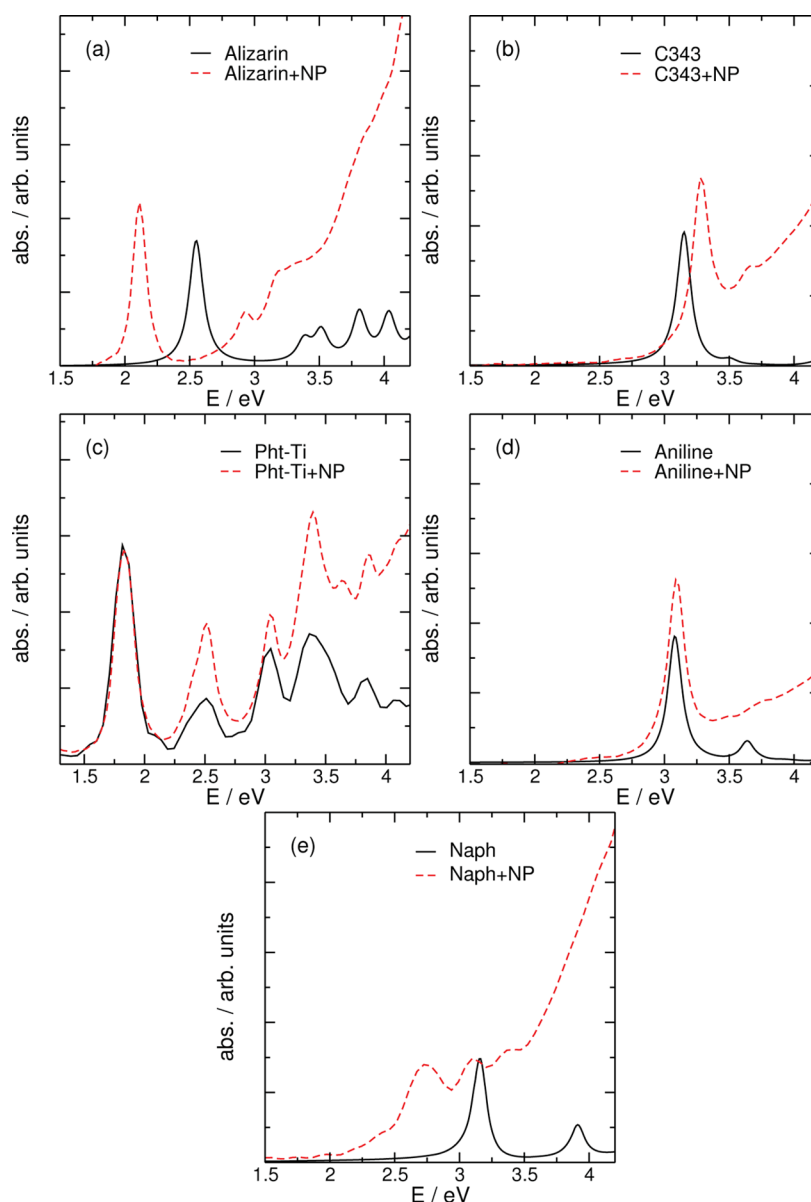 (a)
Alizarin
Alizarin+NP
abs. / arb. units
1.5 2 2.5 3 3.5 4
E / eV
(b)
C343
C343+NP
abs. / arb. units
1.5 2 2.5 3 3.5 4
E / eV
(c)
Pht-Ti
Pht-Ti+NP
abs. / arb. units
1.5 2 2.5 3 3.5 4
E / eV
(d)
Aniline
Aniline+NP
abs. / arb. units
1.5 2 2.5 3 3.5 4
E / eV
(e)
Naph
Naph+NP
abs. / arb. units
1.5 2 2.5 3 3.5 4
E / eV